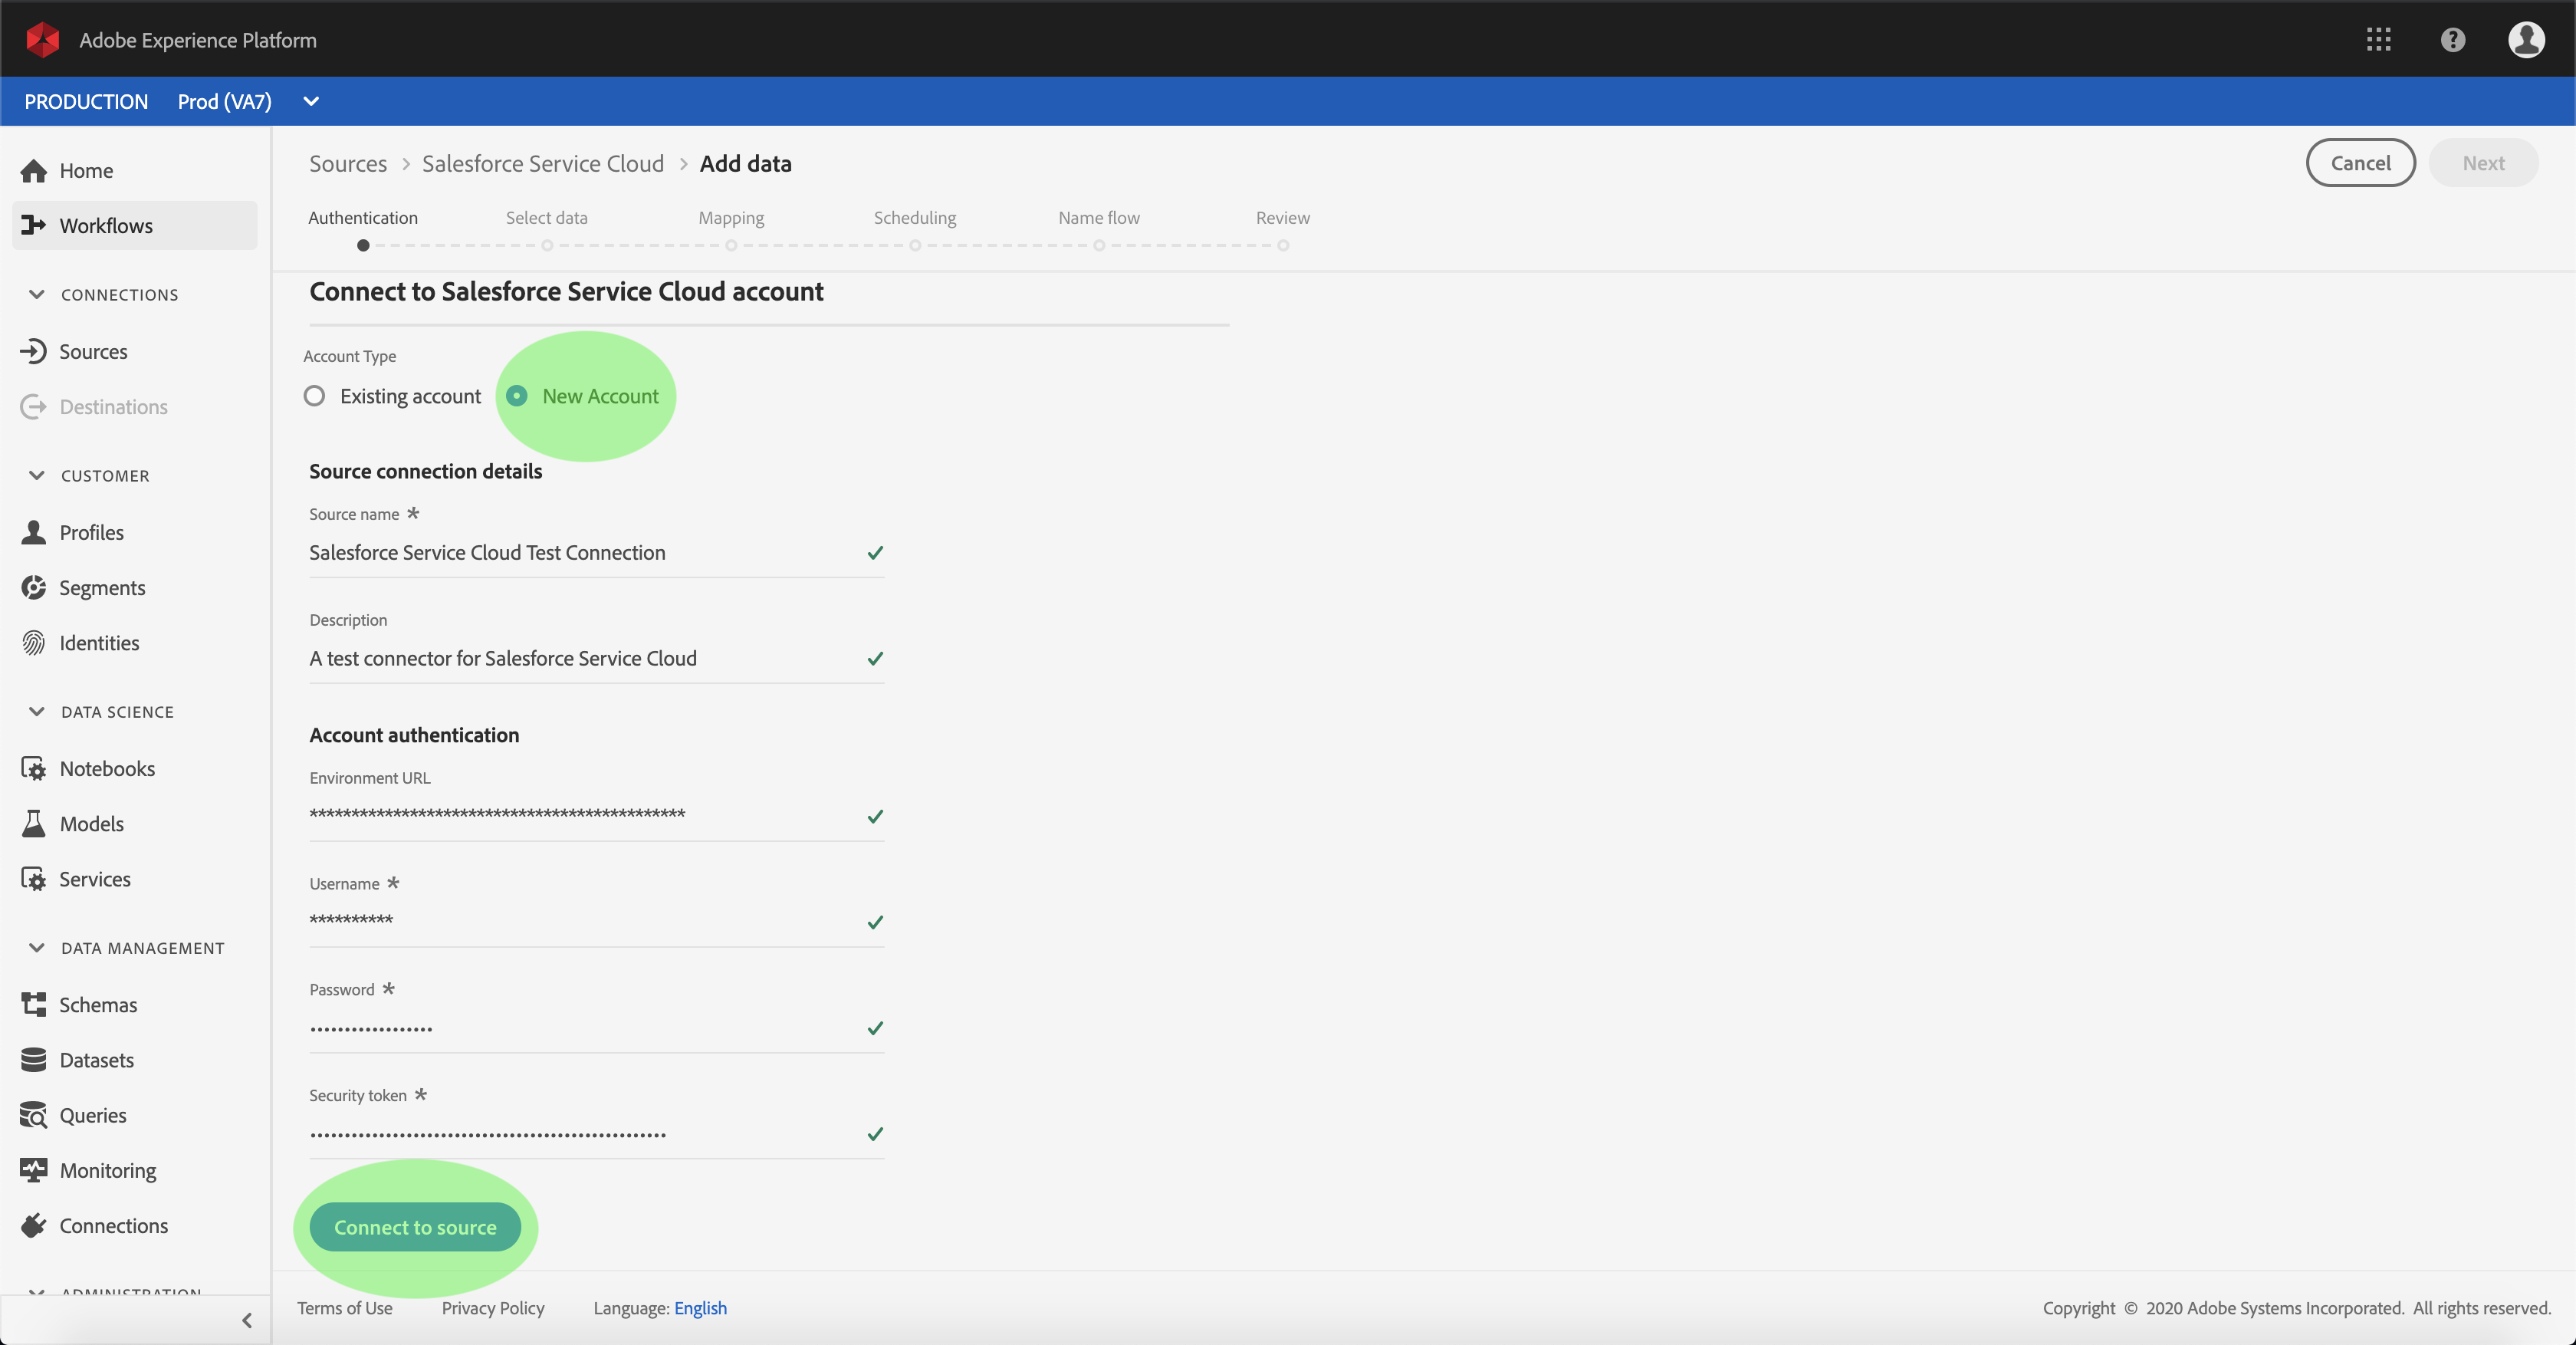 Adobe Experience Platform
?
PRODUCTION Prod (VA7)
Home
Workflows
CONNECTIONS
Sources
Destinations
CUSTOMER
Profiles
Segments
Identities
DATA SCIENCE
Notebooks
Models
Services
DATA MANAGEMENT
Schemas
Datasets
Queries
Monitoring
Connections
ADMINISTRATION
Sources > Salesforce Service Cloud > Add data
Cancel
Next
Authentication Select data Mapping Scheduling Name flow Review
Connect to Salesforce Service Cloud account
Account Type
Existing account New Account
Source connection details
Source name *
Salesforce Service Cloud Test Connection
Description
A test connector for Salesforce Service Cloud
Account authentication
Environment URL
*********************************************
Username *
**********
Password *
••••••••••••••••••
Security token *
••••••••••••••••••••••••••••••••••••••••••••••••••••
Connect to source
Terms of Use Privacy Policy Language: English
Copyright © 2020 Adobe Systems Incorporated. All rights reserved.